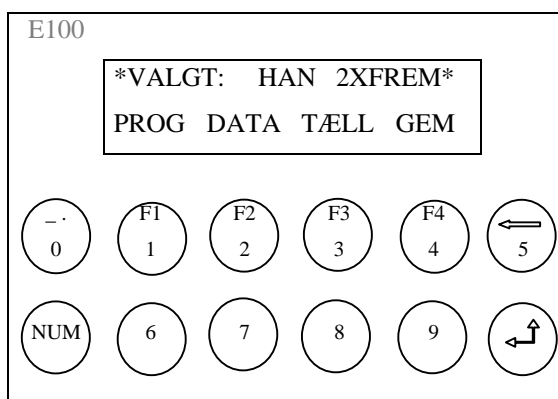 E100
*VALGT: HAN 2XFREM*
PROG DATA TÆLL GEM
_ . F1 F2 F3 F4
0 1 2 3 4 5
NUM 6 7 8 9